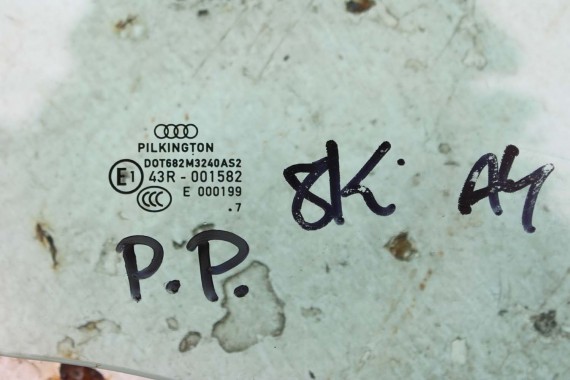 PILKINGTON
DOT682M3240AS2
E1 43R - 001582
CCC E 000199
.7
8K A4
P.P.